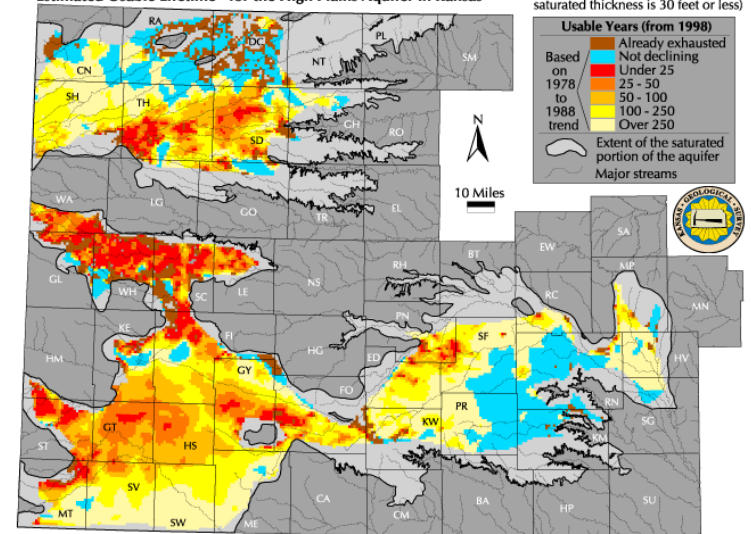 Estimated Usable Lifetime for the High Plains Aquifer in Kansas
saturated thickness is 30 feet or less)
Usable Years (from 1998)
Based on 1978 to 1988 trend
Already exhausted
Not declining
Under 25
25 - 50
50 - 100
100 - 250
Over 250
Extent of the saturated
portion of the aquifer
Major streams
N
10 Miles
KANSAS GEOLOGICAL SURVEY
RA
DC
PL
NT
SM
CN
SH
TH
SD
GH
RO
WA
LG
GO
TR
EL
GL
WH
SC
LE
NS
RH
BT
EW
SA
MP
RC
MN
KE
FI
PN
HM
HG
ED
SF
HV
GY
FO
PR
RN
SG
ST
GT
HS
KW
KM
SV
MT
SW
ME
CA
CM
BA
HP
SU